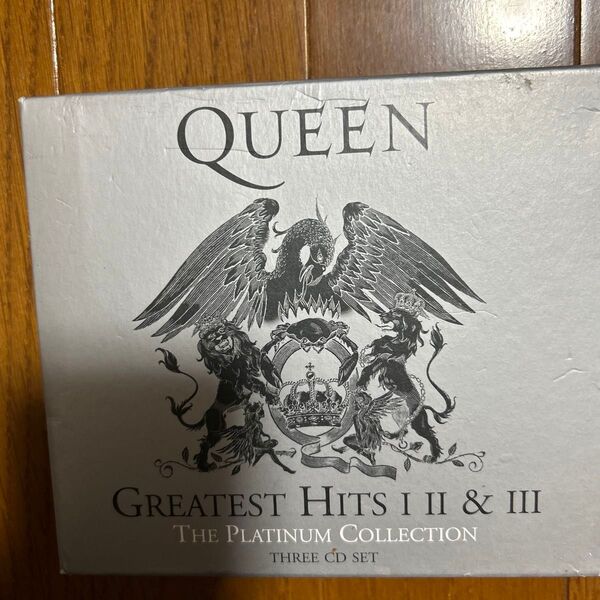 QUEEN
GREATEST HITS I II & III
THE PLATINUM COLLECTION
THREE CD SET